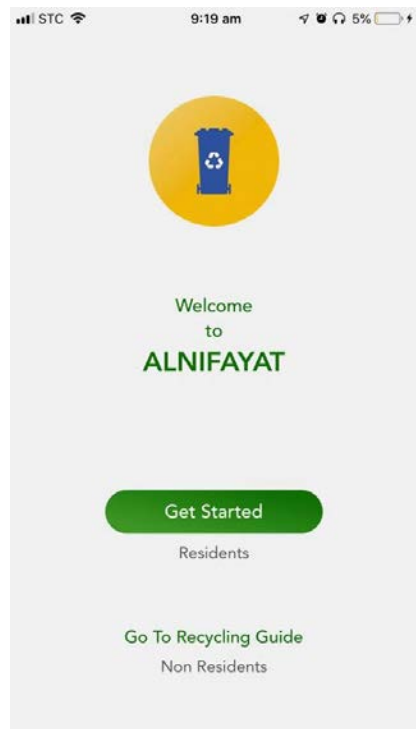 STC 9:19 am 5%
Welcome
to
ALNIFAYAT
Get Started
Residents
Go To Recycling Guide
Non Residents